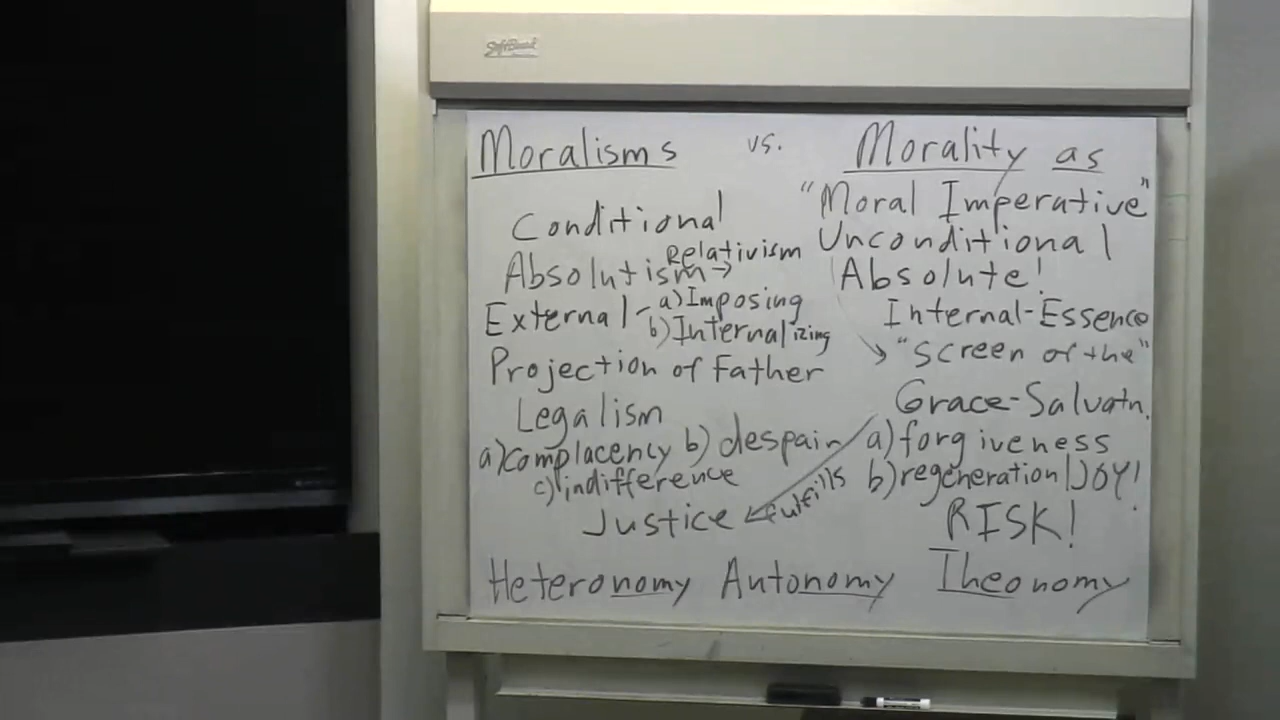 SoftBoard
Moralisms vs. Morality as
"Moral Imperative"
Conditional
Unconditional
Relativism
Absolutism →
Absolute!
External - a) Imposing
b) Internalizing
Internal-Essence
→ "Screen of the"
Projection of Father
Grace-Salvatn.
Legalism
a) complacency b) despair
c) indifference
a) forgiveness
b) regeneration/JOY!
Justice ← fulfills
RISK!
Heteronomy Autonomy Theonomy